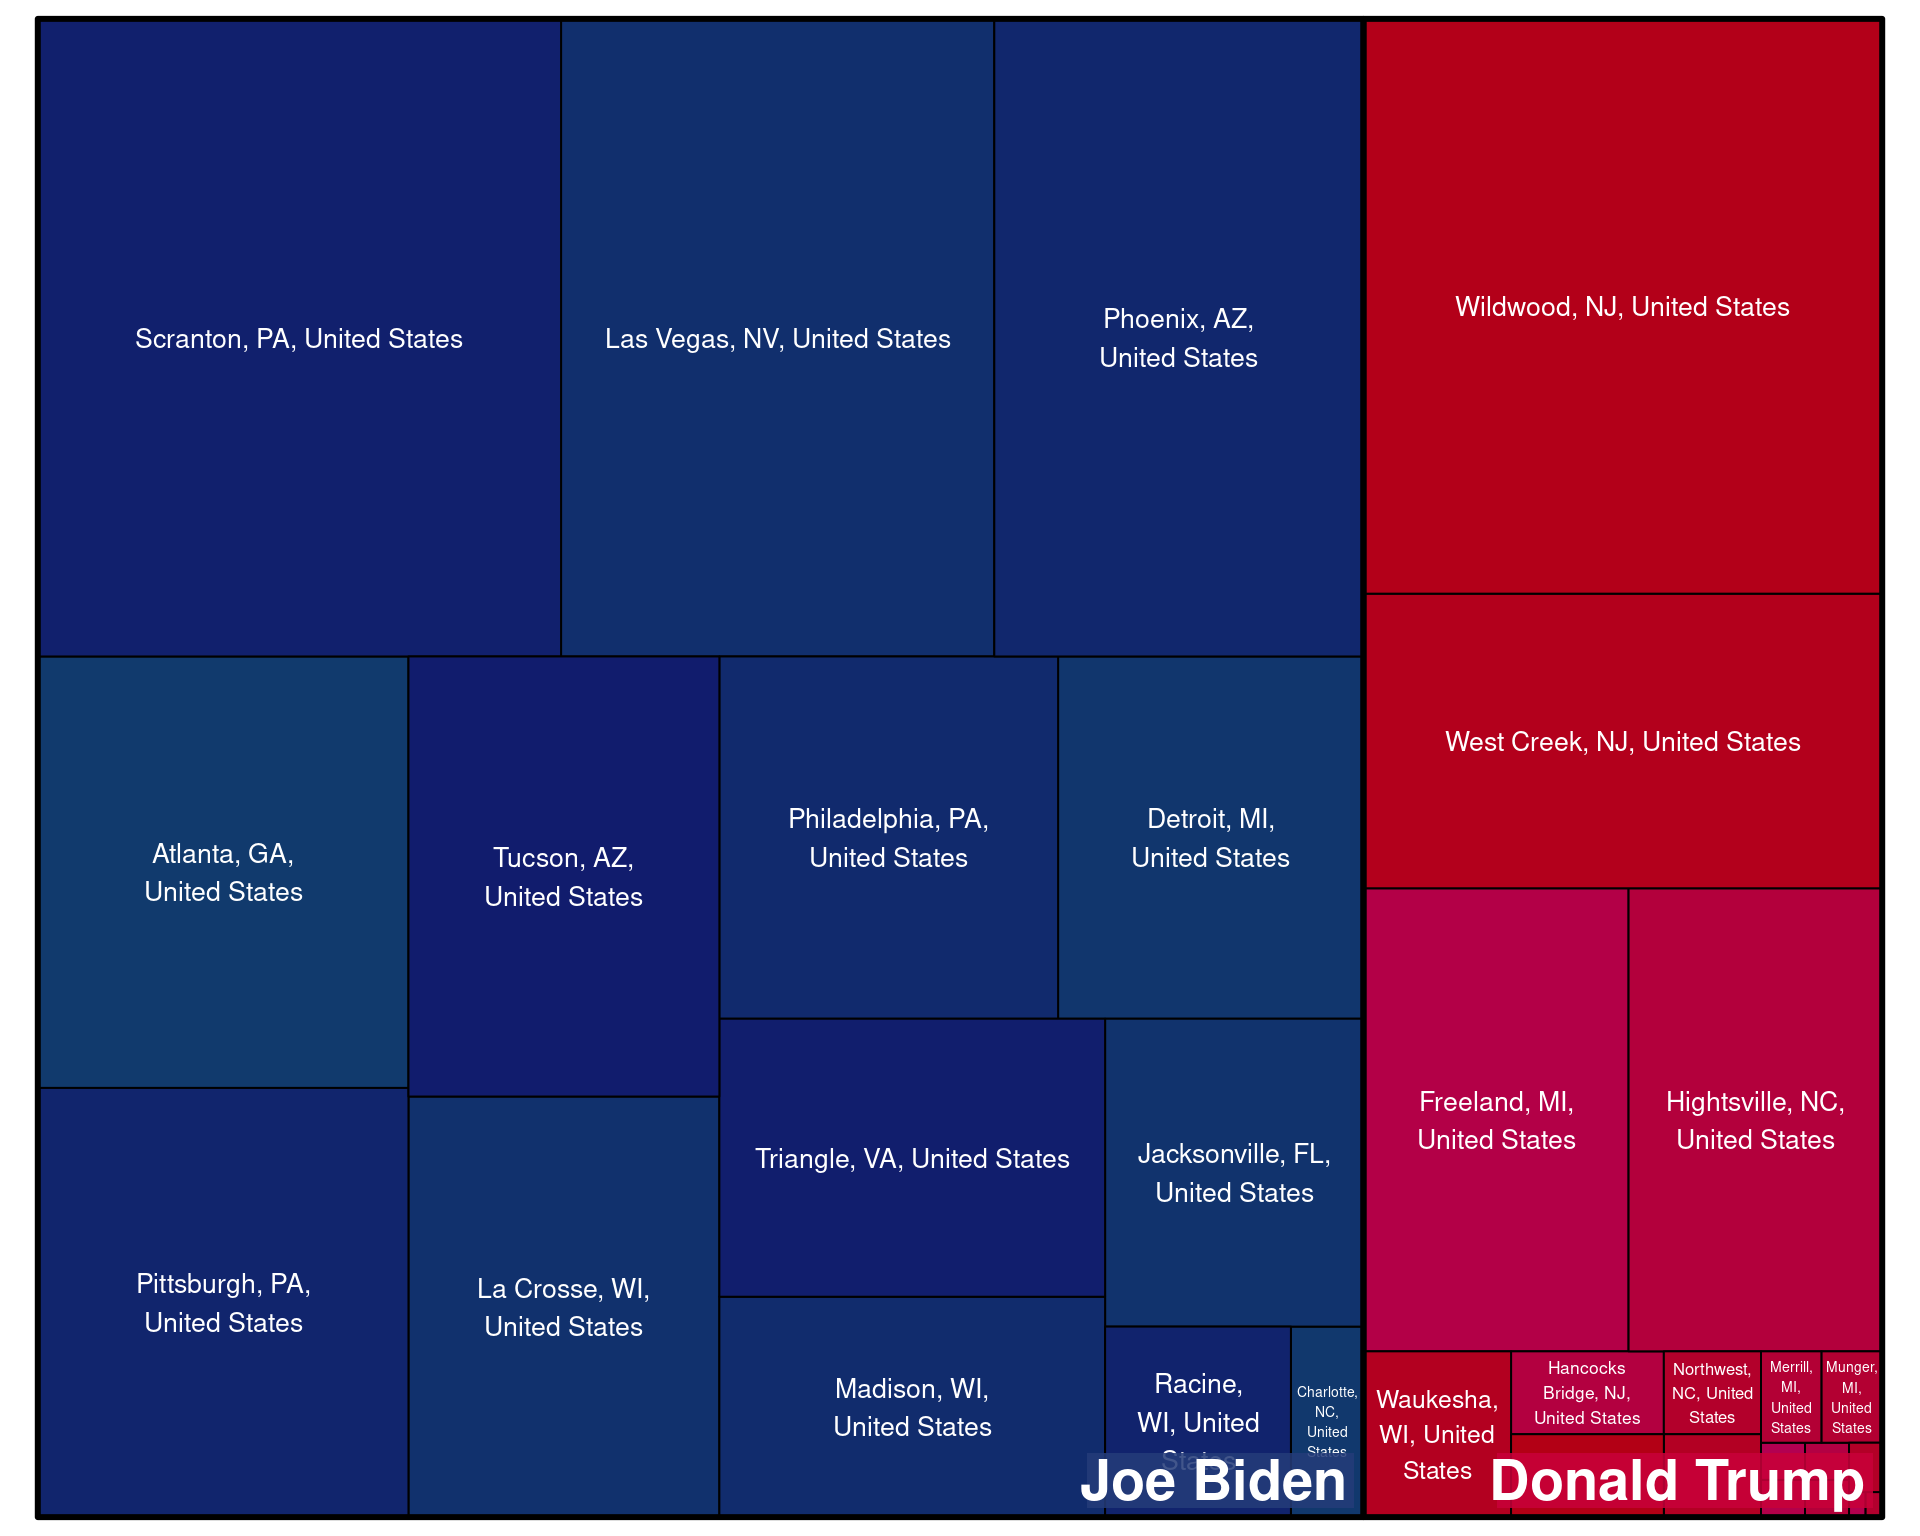 Scranton, PA, United States
Las Vegas, NV, United States
Phoenix, AZ,
United States
Wildwood, NJ, United States
West Creek, NJ, United States
Atlanta, GA,
United States
Tucson, AZ,
United States
Philadelphia, PA,
United States
Detroit, MI,
United States
Pittsburgh, PA,
United States
La Crosse, WI,
United States
Triangle, VA, United States
Jacksonville, FL,
United States
Madison, WI,
United States
Racine,
WI, United
States
Charlotte,
NC,
United
States
Joe Biden
Freeland, MI,
United States
Hightsville, NC,
United States
Waukesha,
WI, United
States
Hancocks
Bridge, NJ,
United States
Northwest,
NC, United
States
Merrill,
MI,
United
States
Munger,
MI,
United
States
Donald Trump